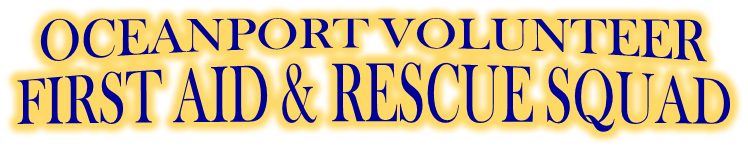 OCEANPORT VOLUNTEER
FIRST AID & RESCUE SQUAD